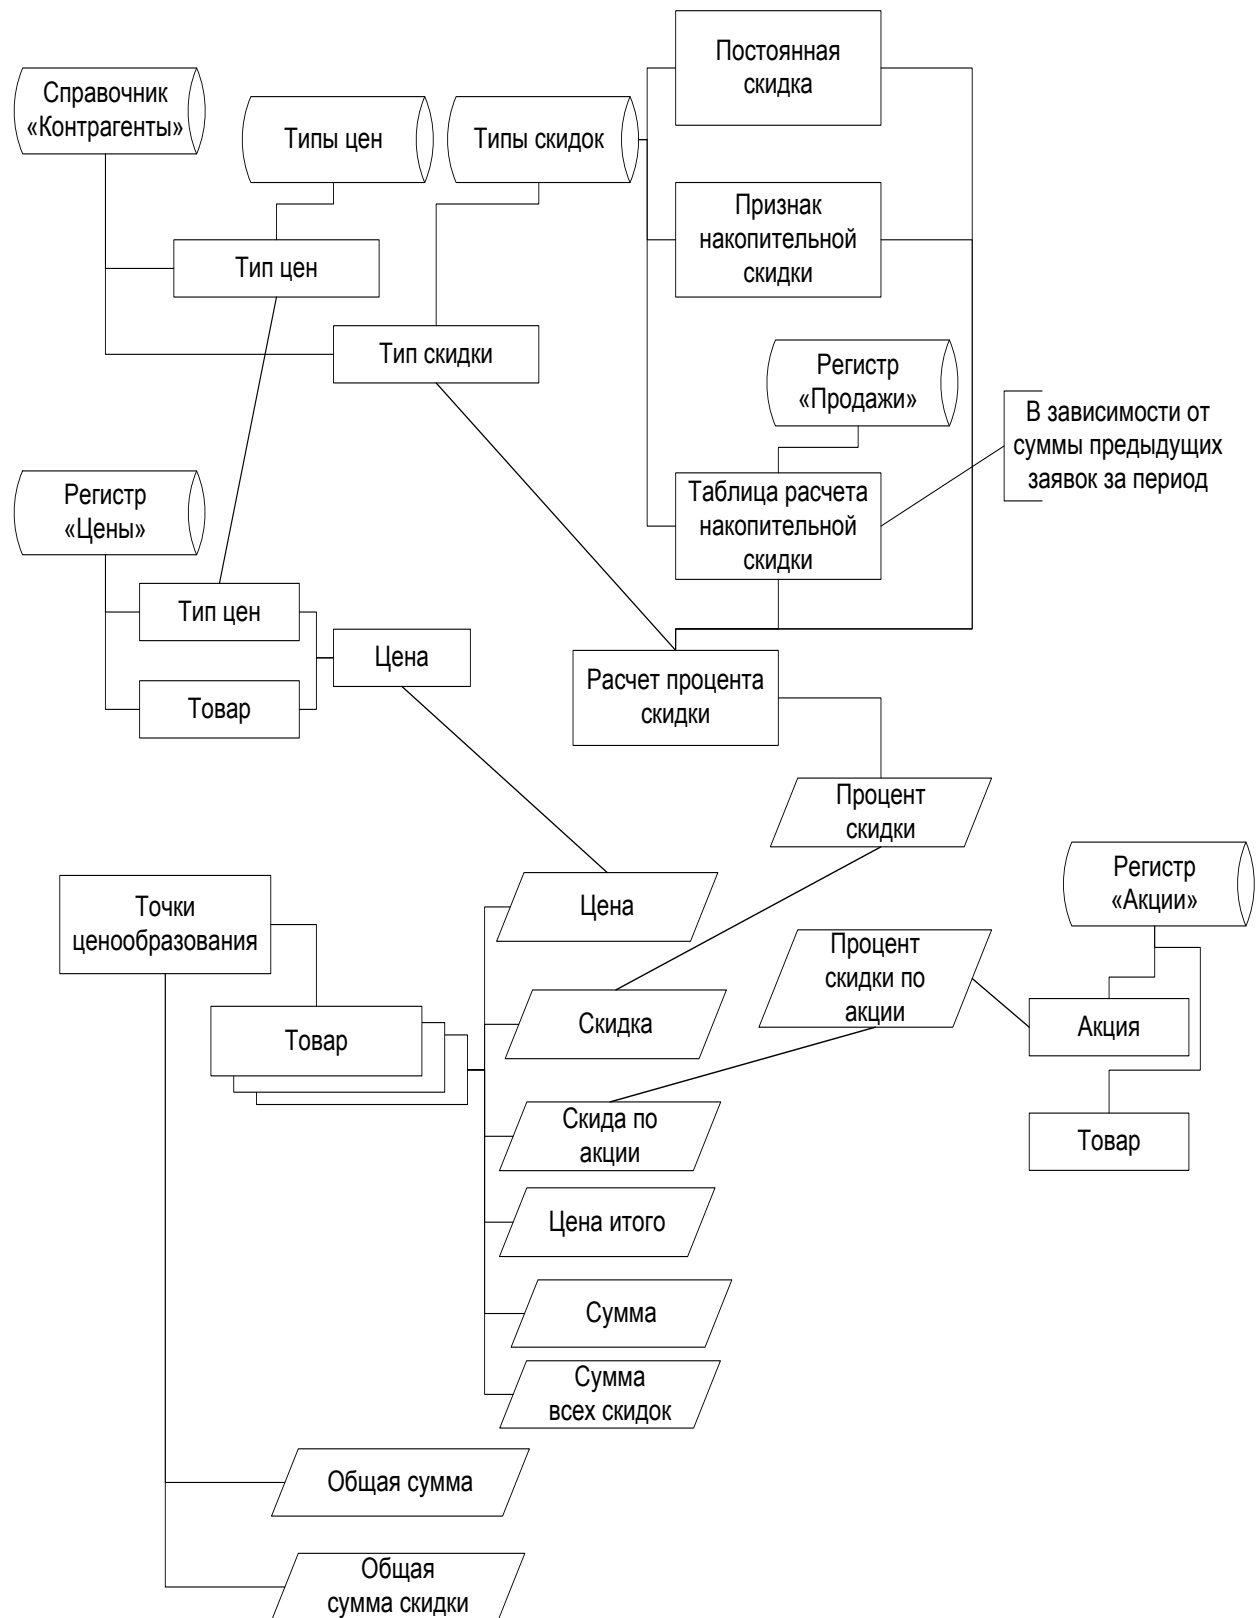 Постоянная
скидка
Справочник
«Контрагенты»
Типы цен
Типы скидок
Признак
накопительной
скидки
Тип цен
Тип скидки
Регистр
«Продажи»
В зависимости от
суммы предыдущих
заявок за период
Регистр
«Цены»
Таблица расчета
накопительной
скидки
Тип цен
Цена
Товар
Расчет процента
скидки
Процент
скидки
Регистр
«Акции»
Точки
ценообразования
Цена
Процент
скидки по
акции
Товар
Скидка
Акция
Скида по
акции
Товар
Цена итого
Сумма
Сумма
всех скидок
Общая сумма
Общая
сумма скидки